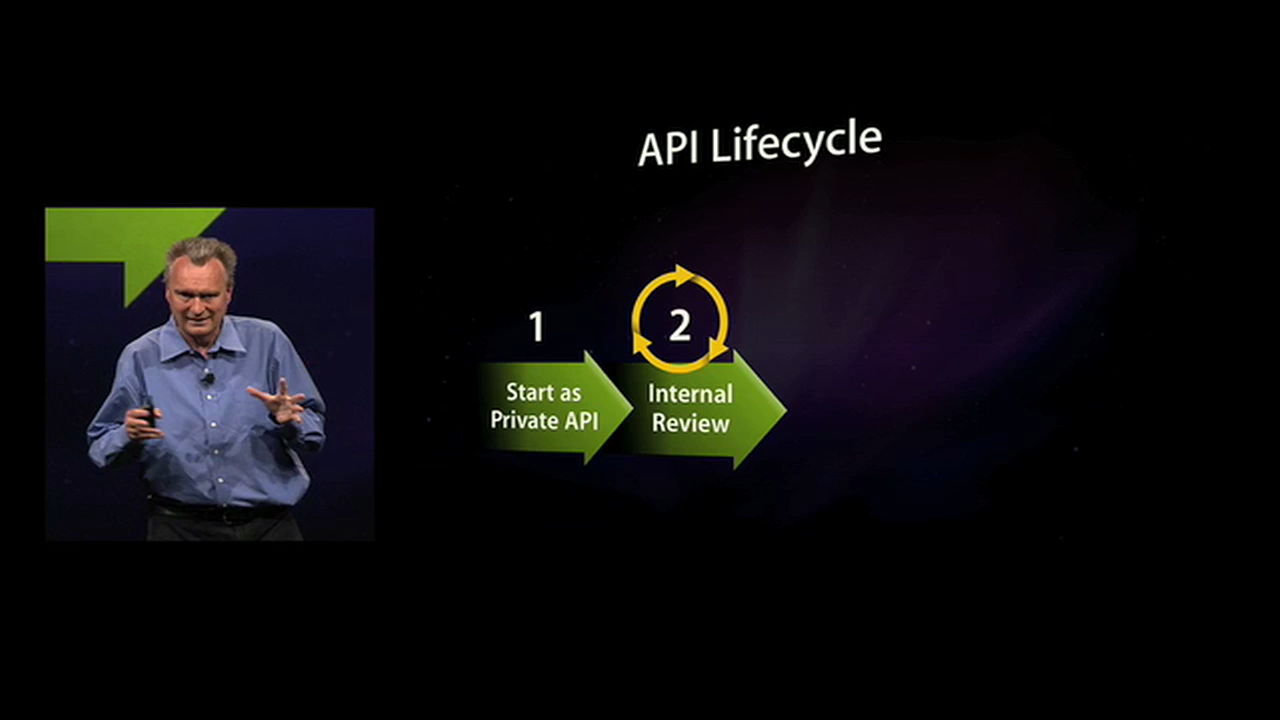 API Lifecycle
1
2
Start as
Private API
Internal
Review